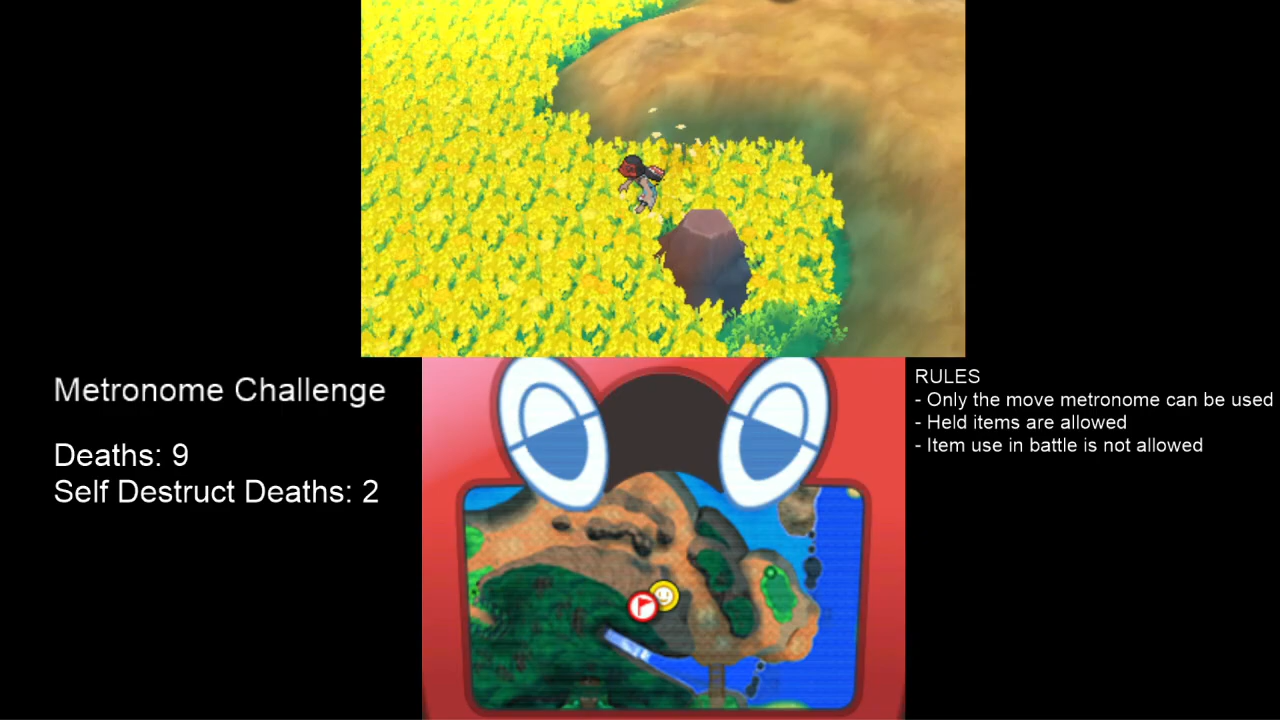 Metronome Challenge
Deaths: 9
Self Destruct Deaths: 2
RULES
- Only the move metronome can be used
- Held items are allowed
- Item use in battle is not allowed